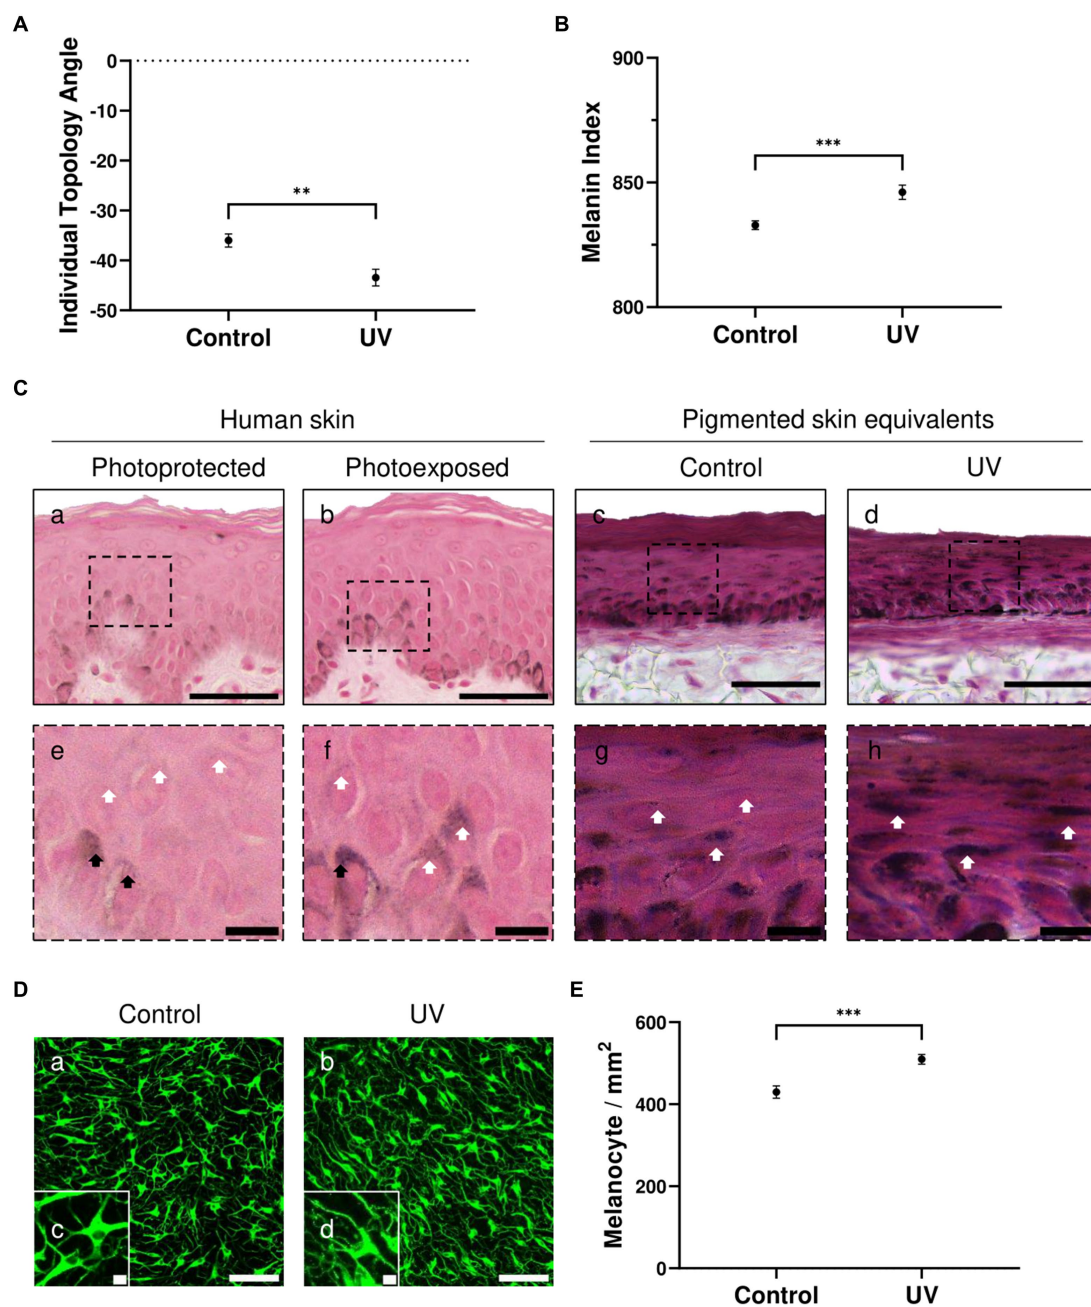 A
Individual Topology Angle
0
-10
-20
-30
-40
-50
**
Control UV
B
Melanin Index
900
850
800
***
Control UV
C
Human skin
Pigmented skin equivalents
Photoprotected Photoexposed Control UV
a b c d
e f g h
D
Control UV
a b
c d
E
Melanocyte / mm²
600
400
200
0
***
Control UV